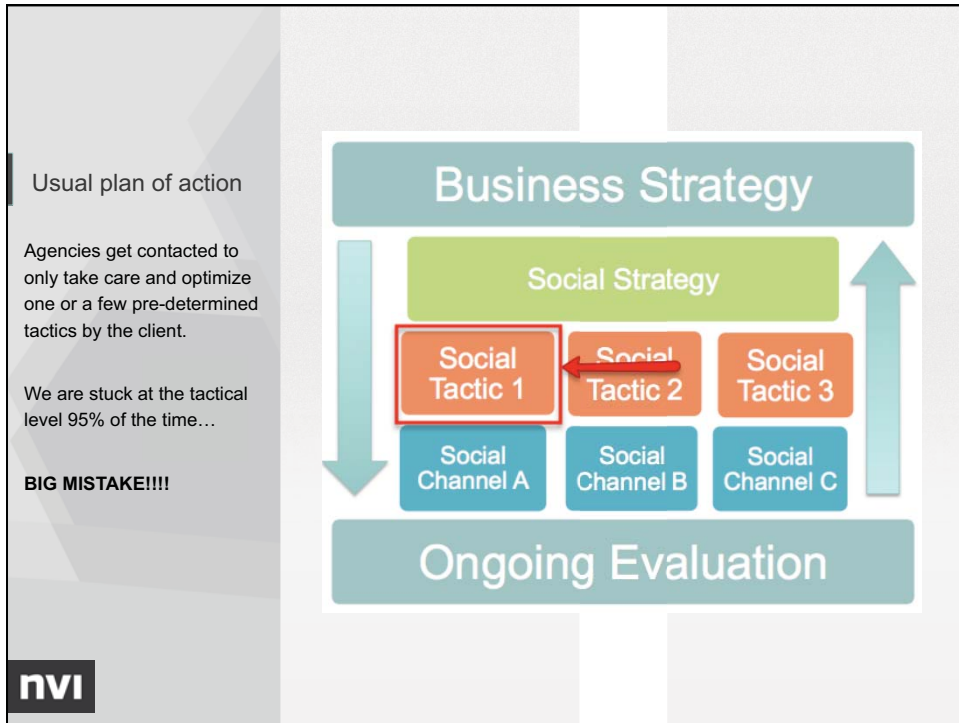 Usual plan of action
Agencies get contacted to
only take care and optimize
one or a few pre-determined
tactics by the client.
We are stuck at the tactical
level 95% of the time…
BIG MISTAKE!!!!
Business Strategy
Social Strategy
Social
Tactic 1
Social
Tactic 2
Social
Tactic 3
Social
Channel A
Social
Channel B
Social
Channel C
Ongoing Evaluation
nvi